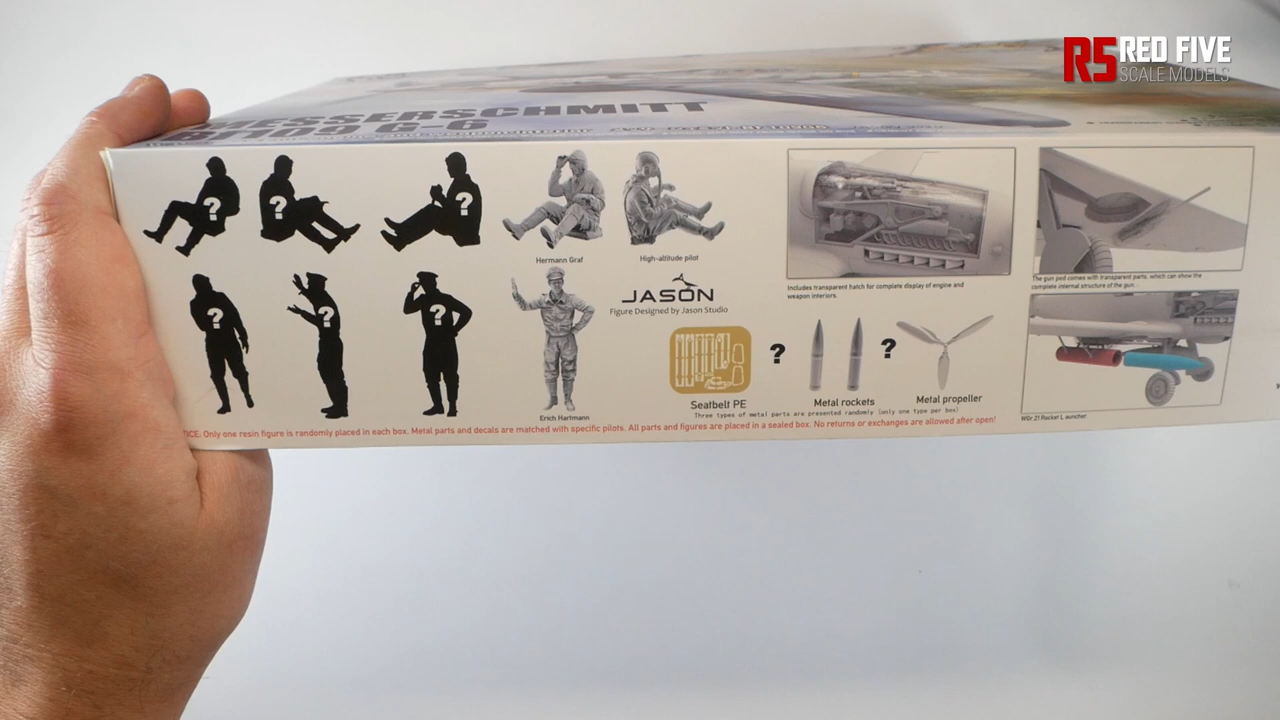 R5 RED FIVE
SCALE MODELS
MESSERSCHMITT
Bf109 G-6
?
?
?
Hermann Graf
High-altitude pilot
?
?
?
Erich Hartmann
JASON
Figure Designed by Jason Studio
Seatbelt PE
?
Metal rockets
?
Metal propeller
Three types of metal parts are presented randomly (only one type per box)
Includes transparent hatch for complete display of engine and
weapon interiors.
The gun pod comes with transparent parts, which can show the
complete internal structure of the gun.
WGr 21 Rocket Launcher
ICE: Only one resin figure is randomly placed in each box. Metal parts and decals are matched with specific pilots. All parts and figures are placed in a sealed box. No returns or exchanges are allowed after open!